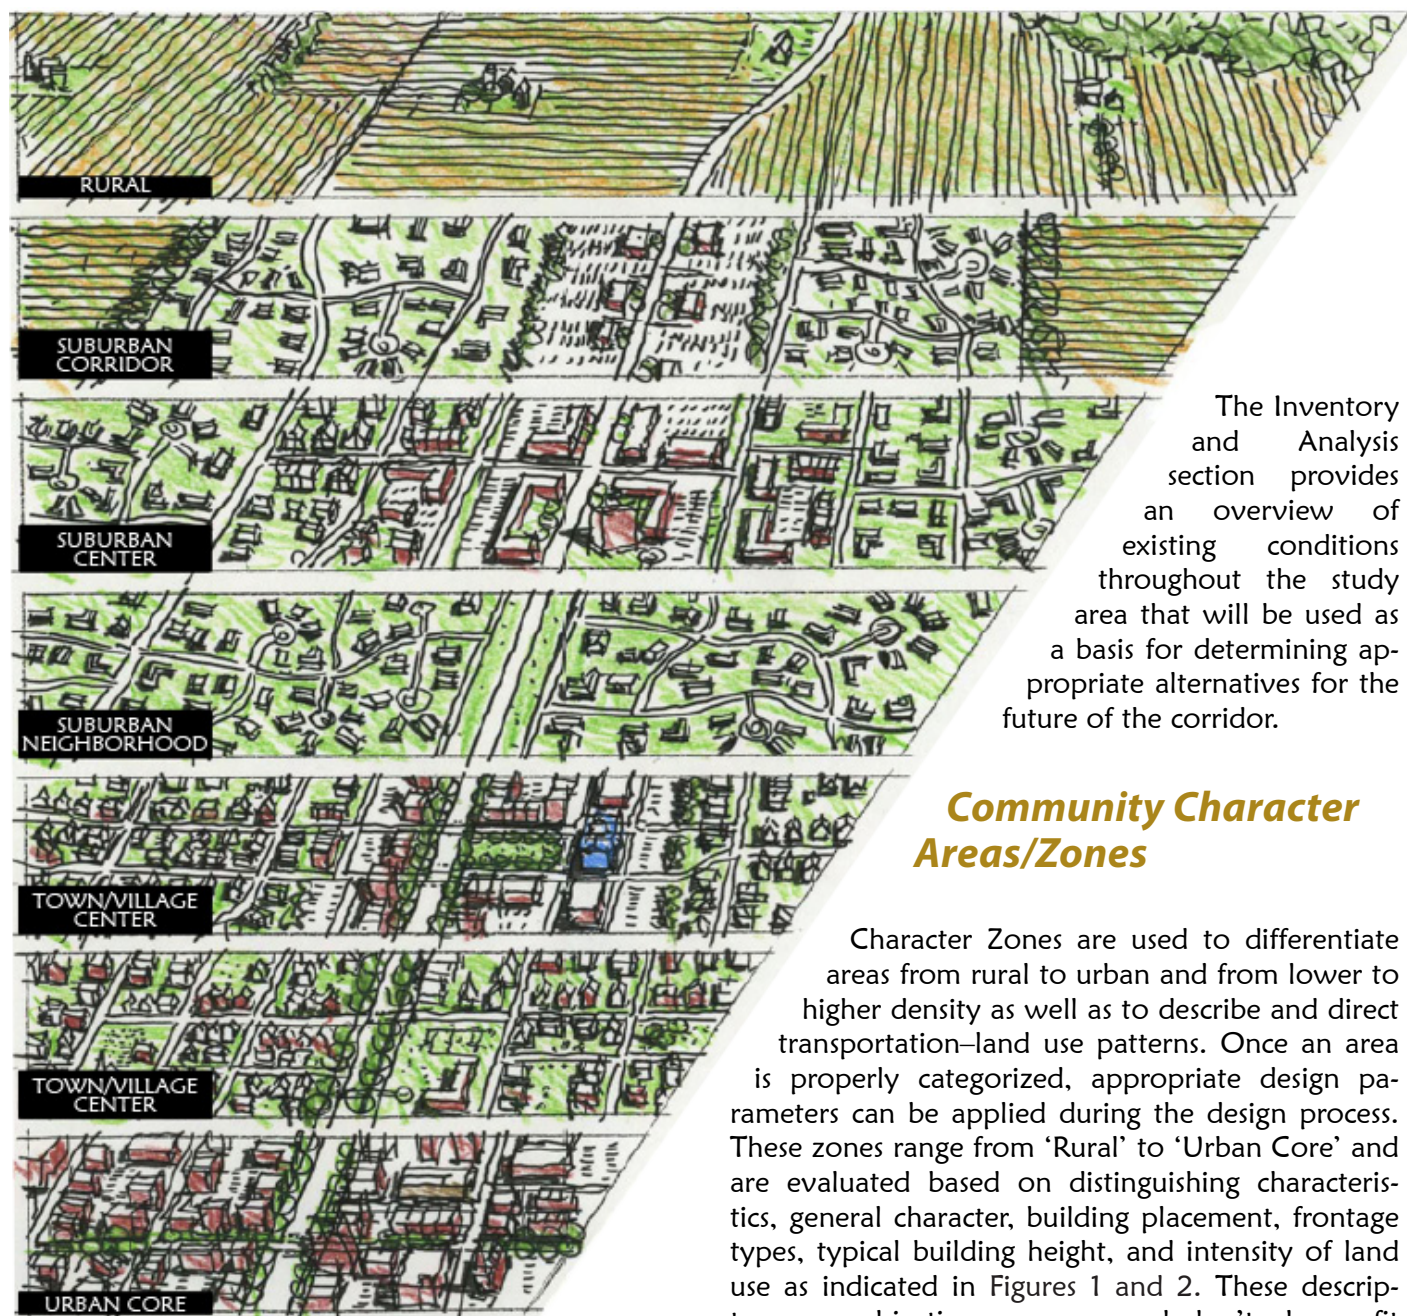 RURAL
SUBURBAN
CORRIDOR
SUBURBAN
CENTER
SUBURBAN
NEIGHBORHOOD
TOWN/VILLAGE
CENTER
TOWN/VILLAGE
CENTER
URBAN CORE
The Inventory
and Analysis
section provides
an overview of
existing conditions
throughout the study
area that will be used as
a basis for determining ap-
propriate alternatives for the
future of the corridor.
Community Character
Areas/Zones
Character Zones are used to differentiate
areas from rural to urban and from lower to
higher density as well as to describe and direct
transportation–land use patterns. Once an area
is properly categorized, appropriate design pa-
rameters can be applied during the design process.
These zones range from ‘Rural’ to ‘Urban Core’ and
are evaluated based on distinguishing characteris-
tics, general character, building placement, frontage
types, typical building height, and intensity of land
use as indicated in Figures 1 and 2. These descrip-